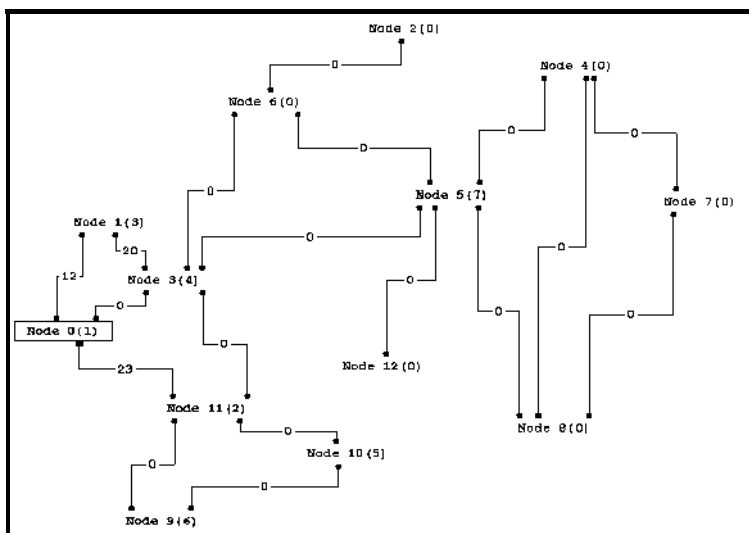 Node 2(0)
0
Node 4(0)
Node 6(0)
0
0
0
0
Node 5(7)
Node 7(0)
Node 1(3)
0
0
20
12
Node 3(4)
0
0
0
0
Node 0(1)
0
23
Node 12(0)
Node 11(2)
0
Node 8(0)
Node 10(5)
0
0
Node 9(6)